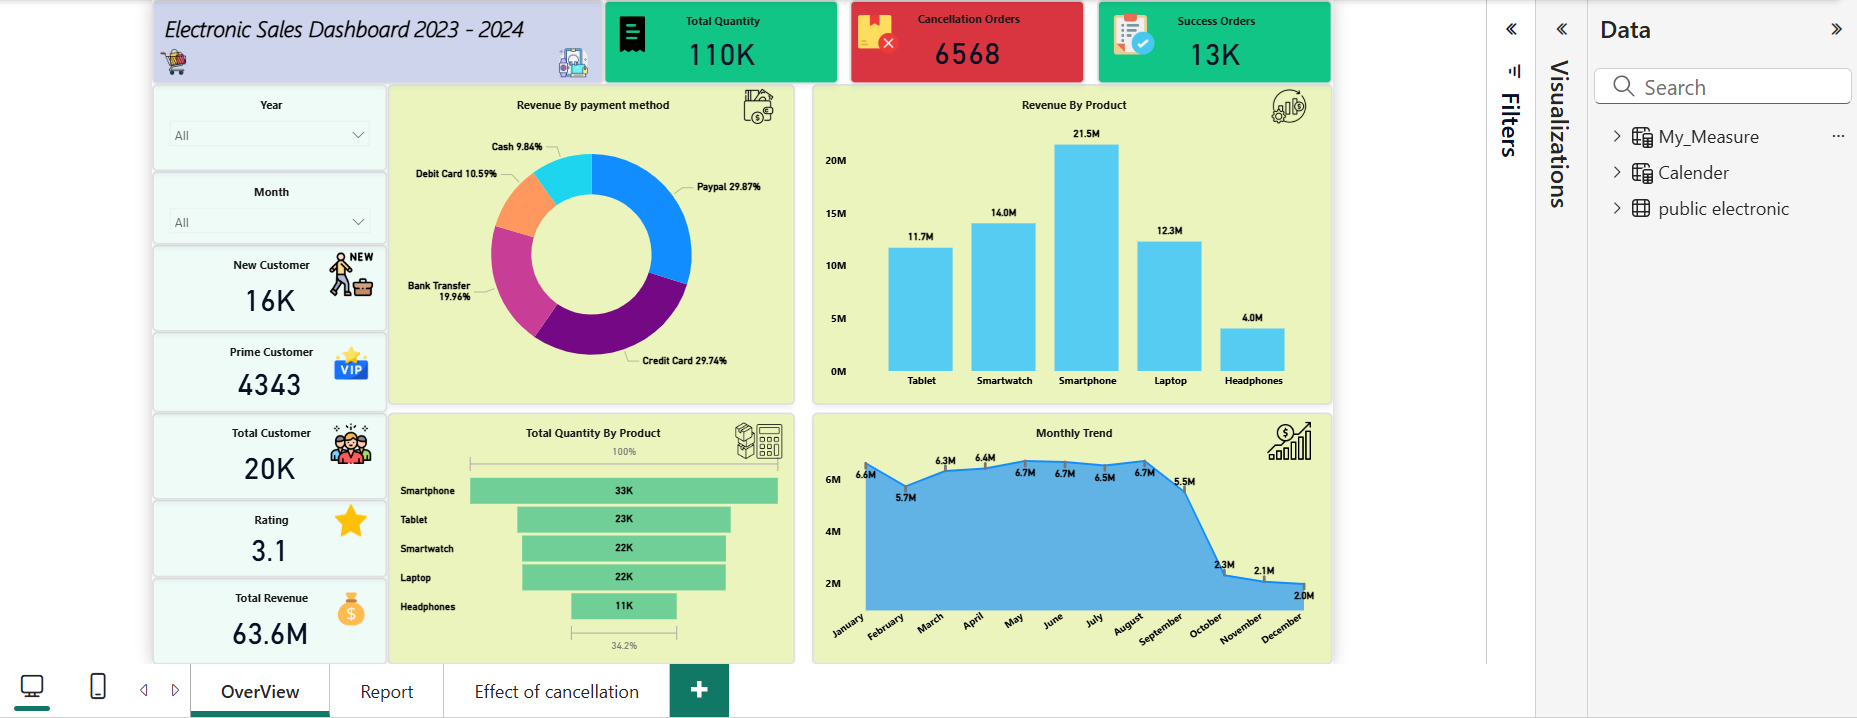 Electronic Sales Dashboard 2023 - 2024
Total Quantity
110K
Cancellation Orders
6568
Success Orders
13K
Year
All
Month
All
New Customer
NEW
16K
Prime Customer
VIP
4343
Total Customer
20K
Rating
3.1
Total Revenue
63.6M
Revenue By payment method
Cash 9.84%
Debit Card 10.59%
Paypal 29.87%
Bank Transfer
19.96%
Credit Card 29.74%
Revenue By Product
21.5M
20M
15M
14.0M
11.7M
12.3M
10M
5M
4.0M
0M
Tablet
Smartwatch
Smartphone
Laptop
Headphones
Total Quantity By Product
100%
Smartphone
33K
Tablet
23K
Smartwatch
22K
Laptop
22K
Headphones
11K
34.2%
Monthly Trend
6M
4M
2M
6.6M
5.7M
6.3M
6.4M
6.7M
6.7M
6.5M
6.7M
5.5M
2.3M
2.1M
2.0M
January
February
March
April
May
June
July
August
September
October
November
December
Filters
Visualizations
Data
Search
My_Measure
Calender
public electronic
OverView
Report
Effect of cancellation